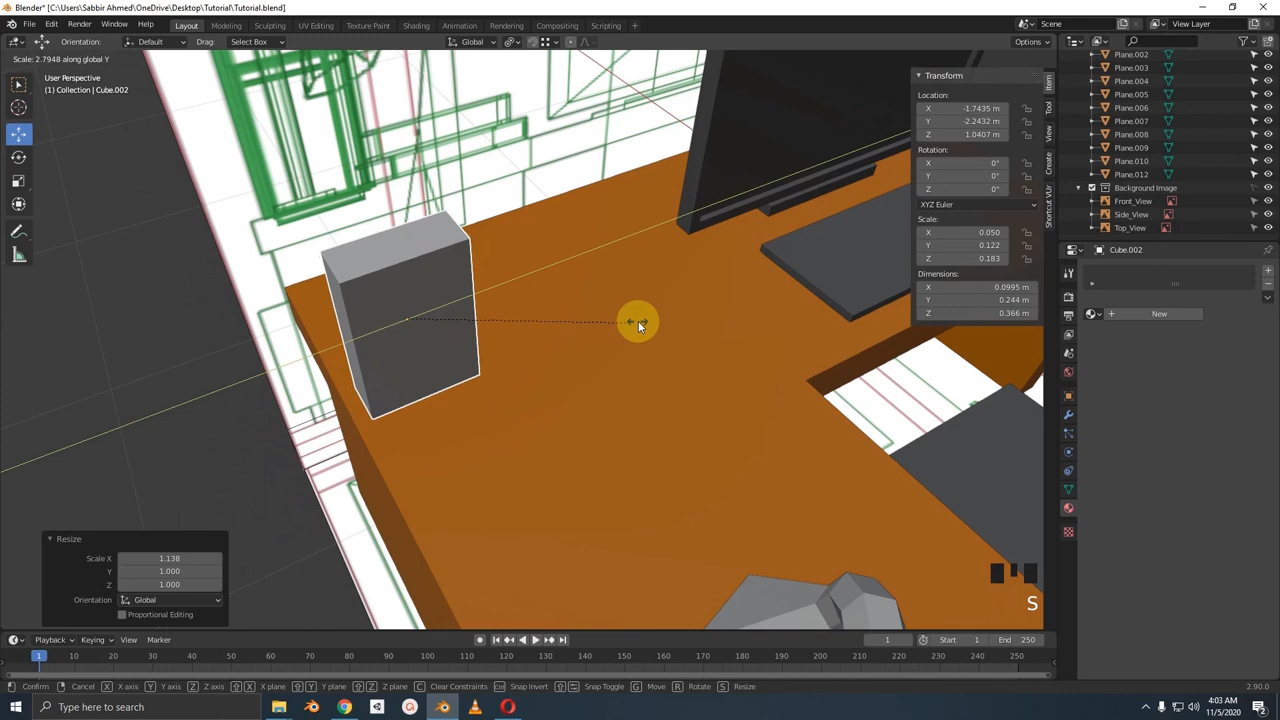 Blender* [C:\Users\Sabbir Ahmed\OneDrive\Desktop\Tutorial\Tutorial.blend]
File Edit Render Window Help Layout Modeling Sculpting UV Editing Texture Paint Shading Animation Rendering Compositing Scripting + Scene View Layer
Orientation: Default Drag: Select Box Global Options
Scale: 2.7948 along global Y
User Perspective
(1) Collection | Cube.002
Transform
Location:
X -1.7435 m
Y -2.2432 m
Z 1.0407 m
Rotation:
X 0°
Y 0°
Z 0°
XYZ Euler
Scale:
X 0.050
Y 0.122
Z 0.183
Dimensions:
X 0.0995 m
Y 0.244 m
Z 0.366 m
Item
Tool
View
Create
Shortcut VUr
Plane.002
Plane.003
Plane.004
Plane.005
Plane.006
Plane.007
Plane.008
Plane.009
Plane.010
Plane.012
Background Image
Front_View
Side_View
Top_View
Cube.002
+ New
Resize
Scale X 1.138
Y 1.000
Z 1.000
Orientation Global
Proportional Editing
S
Playback Keying View Marker 1 Start 1 End 250
1 10 20 30 40 50 60 70 80 90 100 110 120 130 140 150 160 170 180 190 200 210 220 230 240 250
Confirm Cancel X X axis Y Y axis Z Z axis X X plane Y Y plane Z Z plane C Clear Constraints Ctrl Snap Invert Snap Toggle G Move R Rotate S Resize 2.90.0
Type here to search
4:03 AM
11/5/2020
2